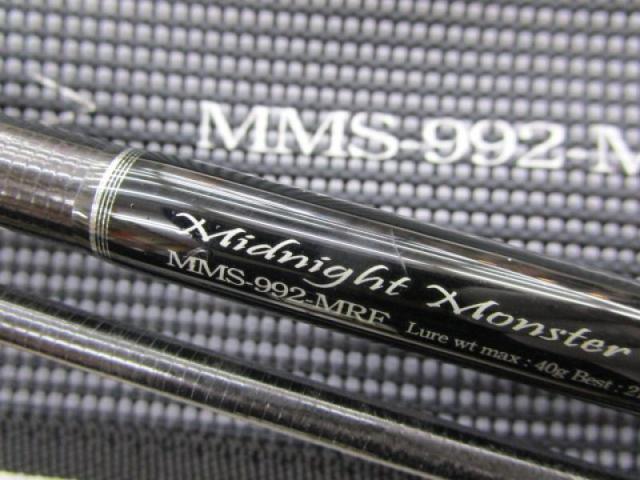 MMS-992-M
Midnight Monster
MMS-992-MRF Lure wt max : 40g Best : 2